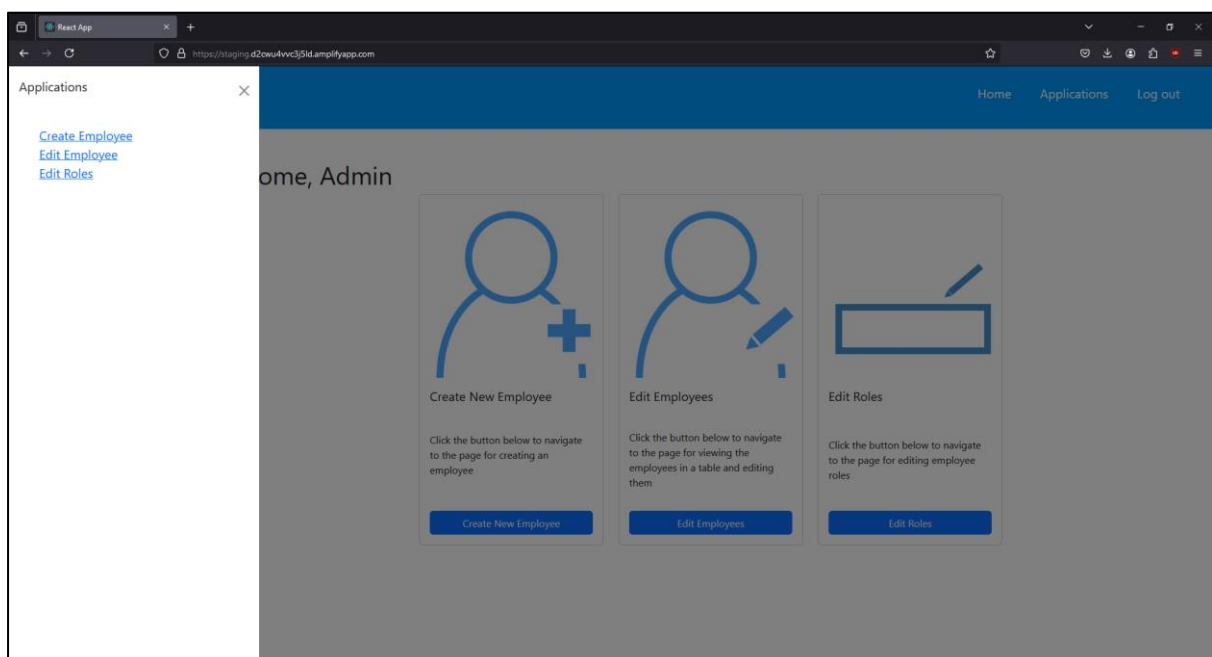 React App
https://staging.d2cwu4vvc3j5ld.amplifyapp.com
Applications
Create Employee
Edit Employee
Edit Roles
Home Applications Log out
ome, Admin
Create New Employee
Click the button below to navigate
to the page for creating an
employee
Create New Employee
Edit Employees
Click the button below to navigate
to the page for viewing the
employees in a table and editing
them
Edit Employees
Edit Roles
Click the button below to navigate
to the page for editing employee
roles
Edit Roles